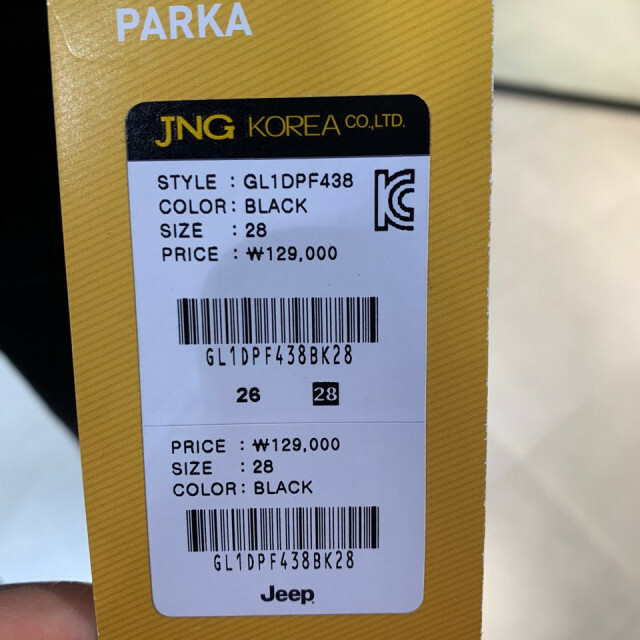 PARKA
JNG KOREA CO.,LTD.
STYLE : GL1DPF438
COLOR : BLACK
SIZE : 28
PRICE : ₩129,000
GL1DPF438BK28
26 28
PRICE : ₩129,000
SIZE : 28
COLOR : BLACK
GL1DPF438BK28
Jeep